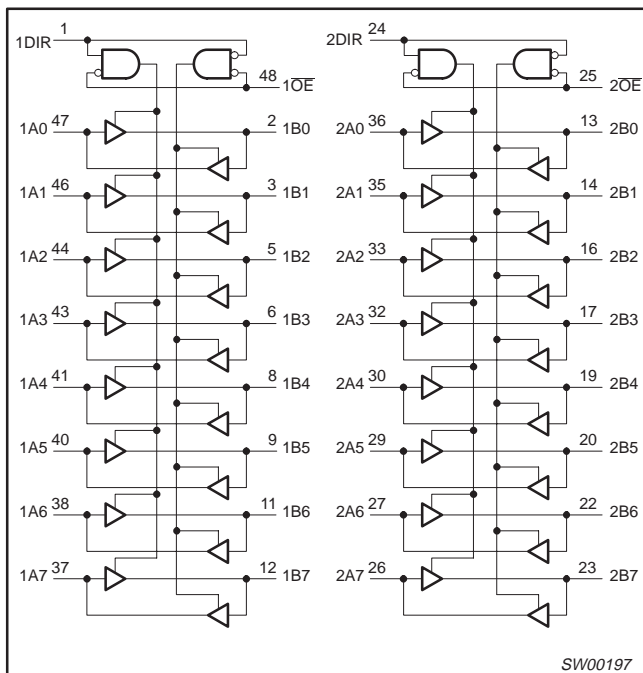 1DIR 1 2DIR 24
48 1OE 25 2OE
1A0 47 2 1B0 2A0 36 13 2B0
1A1 46 3 1B1 2A1 35 14 2B1
1A2 44 5 1B2 2A2 33 16 2B2
1A3 43 6 1B3 2A3 32 17 2B3
1A4 41 8 1B4 2A4 30 19 2B4
1A5 40 9 1B5 2A5 29 20 2B5
1A6 38 11 1B6 2A6 27 22 2B6
1A7 37 12 1B7 2A7 26 23 2B7
SW00197